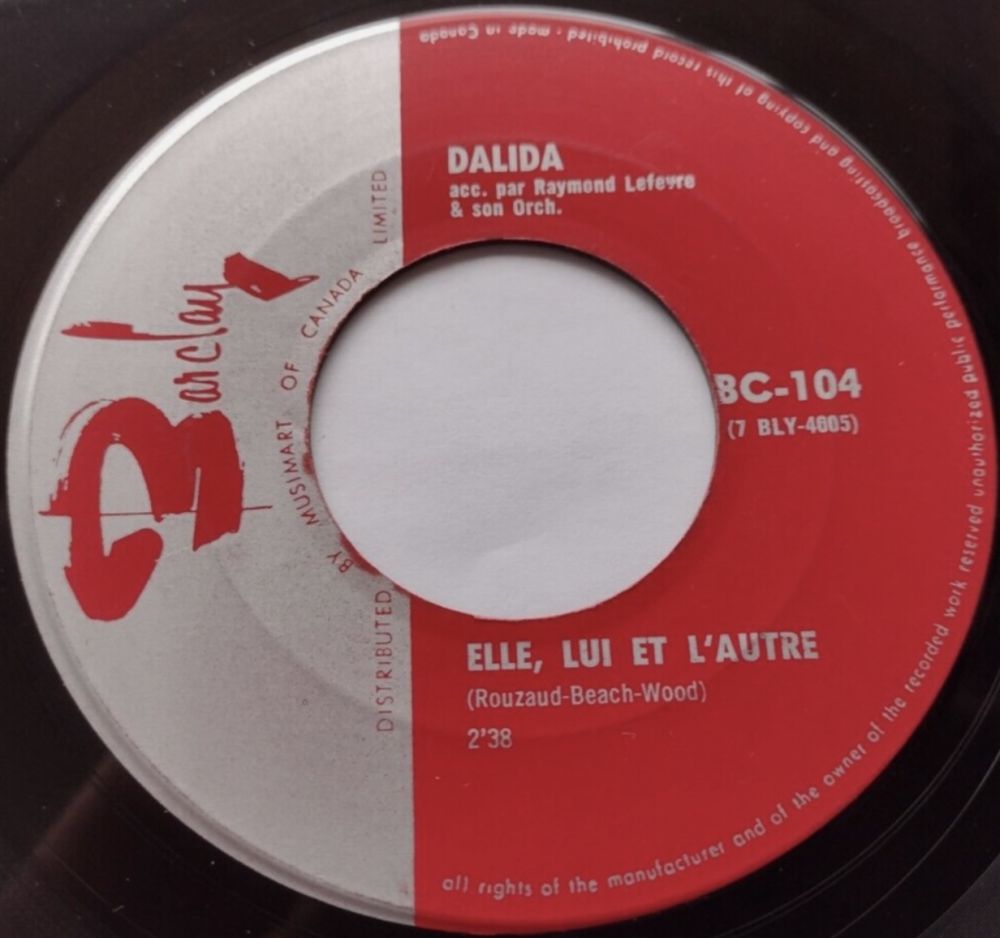 Barclay
DISTRIBUTED BY MUSIMART OF CANADA LIMITED
DALIDA
acc. par Raymond Lefevre
& son Orch.
BC-104
(7 BLY-4605)
ELLE, LUI ET L'AUTRE
(Rouzaud-Beach-Wood)
2'38
all rights of the manufacturer and of the owner of the recorded work reserved unauthorized public performance broadcasting and copying of this record prohibited - made in Canada